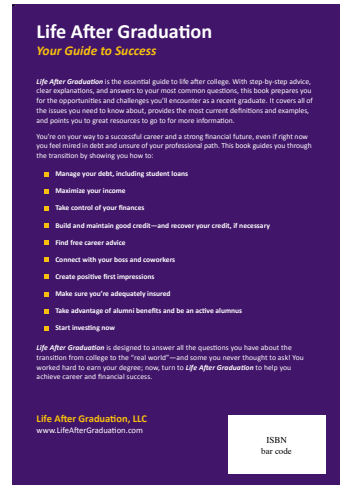 Life After Graduation
Your Guide to Success
Life After Graduation is the essential guide to life after college. With step-by-step advice,
clear explanations, and answers to your most common questions, this book prepares you
for the opportunities and challenges you'll encounter as a recent graduate. It covers all of
the issues you need to know about, provides the most current definitions and examples,
and points you to great resources to go to for more information.
You're on your way to a successful career and a strong financial future, even if right now
you feel mired in debt and unsure of your professional path. This book guides you through
the transition by showing you how to:
Manage your debt, including student loans
Maximize your income
Take control of your finances
Build and maintain good credit—and recover your credit, if necessary
Find free career advice
Connect with your boss and coworkers
Create positive first impressions
Make sure you're adequately insured
Take advantage of alumni benefits and be an active alumnus
Start investing now
Life After Graduation is designed to answer all the questions you have about the
transition from college to the "real world"—and some you never thought to ask! You
worked hard to earn your degree; now, turn to Life After Graduation to help you
achieve career and financial success.
Life After Graduation, LLC
www.LifeAfterGraduation.com
ISBN
bar code